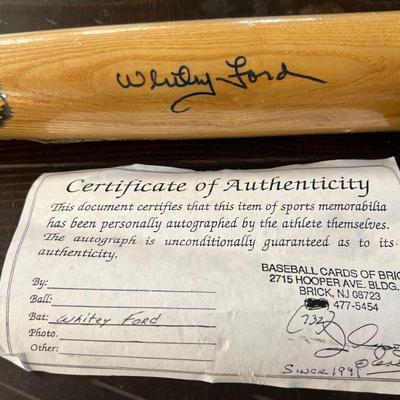 Whitey Ford
Certificate of Authenticity
This document certifies that this item of sports memorabilia
has been personally autographed by the athlete themselves.
The autograph is unconditionally guaranteed as to its
authenticity.
By:
Ball:
Bat: Whitey Ford
Photo:
Other:
BASEBALL CARDS OF BRIC
2715 HOOPER AVE. BLDG.
BRICK, NJ 08723
477-5454
(732)
SINCE 1991